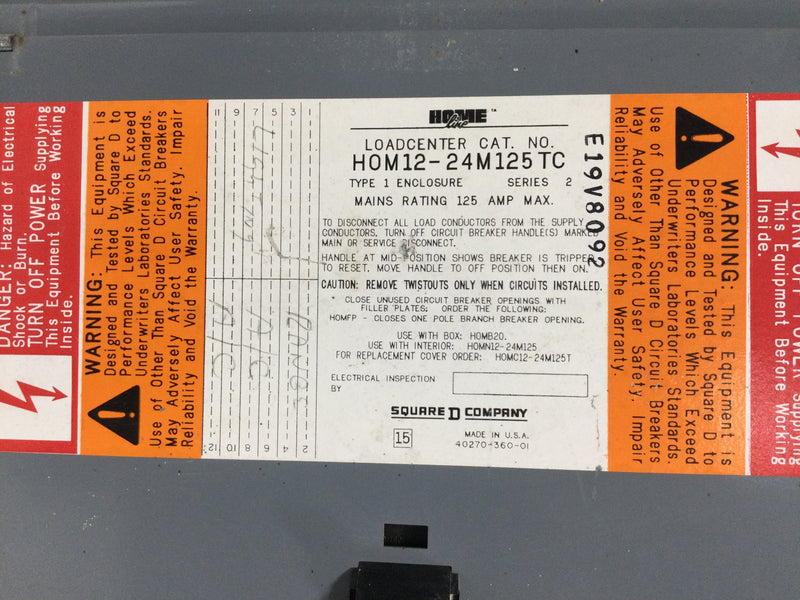 DANGER: Hazard of Electrical
Shock or Burn.
TURN OFF POWER Supplying
This Equipment Before Working
Inside.
WARNING: This Equipment is
Designed and Tested by Square D to
Performance Levels Which Exceed
Underwriters Laboratories Standards.
Use of Other Than Square D Circuit Breakers
May Adversely Affect User Safety, Impair
Reliability and Void the Warranty.
11
9
7
5
3
1
12
10
8
6
4
2
A/C
A/C
HOME
Line ™
LOADCENTER CAT. NO.
HOM12-24M125TC
TYPE 1 ENCLOSURE SERIES 2
MAINS RATING 125 AMP MAX.
TO DISCONNECT ALL LOAD CONDUCTORS FROM THE SUPPLY
CONDUCTORS, TURN OFF CIRCUIT BREAKER HANDLE(S) MARKED
MAIN OR SERVICE DISCONNECT.
HANDLE AT MID-POSITION SHOWS BREAKER IS TRIPPED
TO RESET, MOVE HANDLE TO OFF POSITION THEN ON.
CAUTION: REMOVE TWISTOUTS ONLY WHEN CIRCUITS INSTALLED.
* CLOSE UNUSED CIRCUIT BREAKER OPENINGS WITH
FILLER PLATES; ORDER THE FOLLOWING:
HOMFP - CLOSES ONE POLE BRANCH BREAKER OPENING.
USE WITH BOX: HOMB20.
USE WITH INTERIOR: HOMN12-24M125
FOR REPLACEMENT COVER ORDER: HOMC12-24M125T
ELECTRICAL INSPECTION
BY
SQUARE D COMPANY
15
MADE IN U.S.A.
40270-360-01
E19V8092
Use of Other Than Square D Circuit Breakers
May Adversely Affect User Safety, Impair
Reliability and Void the Warranty.
WARNING: This Equipment is
Designed and Tested by Square D to
Performance Levels Which Exceed
Underwriters Laboratories Standards.
TURN OFF POWER Supplying
This Equipment Before Working
Inside.